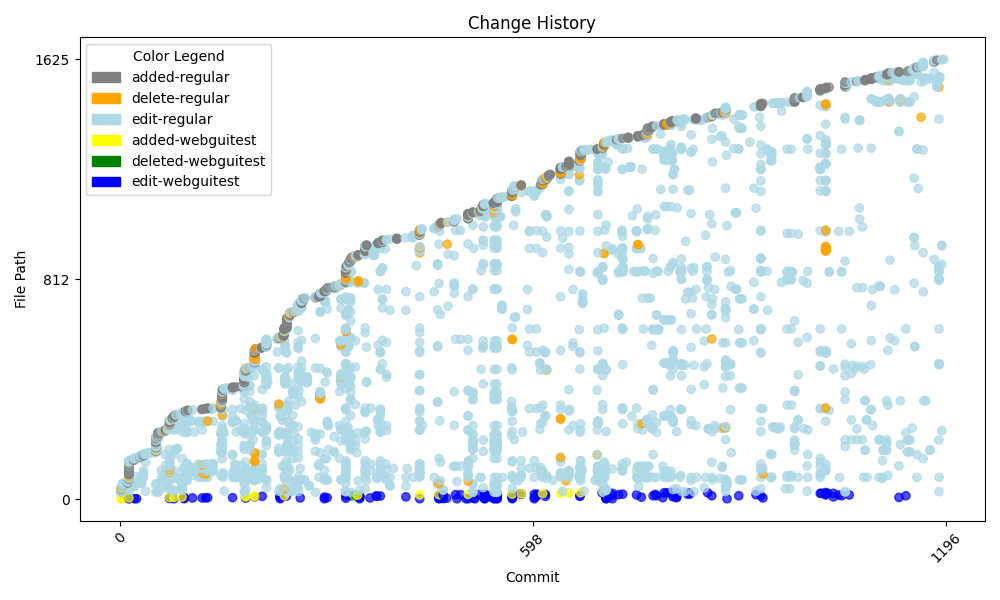 Change History
1625
812
0
File Path
Color Legend
added-regular
delete-regular
edit-regular
added-webguitest
deleted-webguitest
edit-webguitest
0
598
1196
Commit